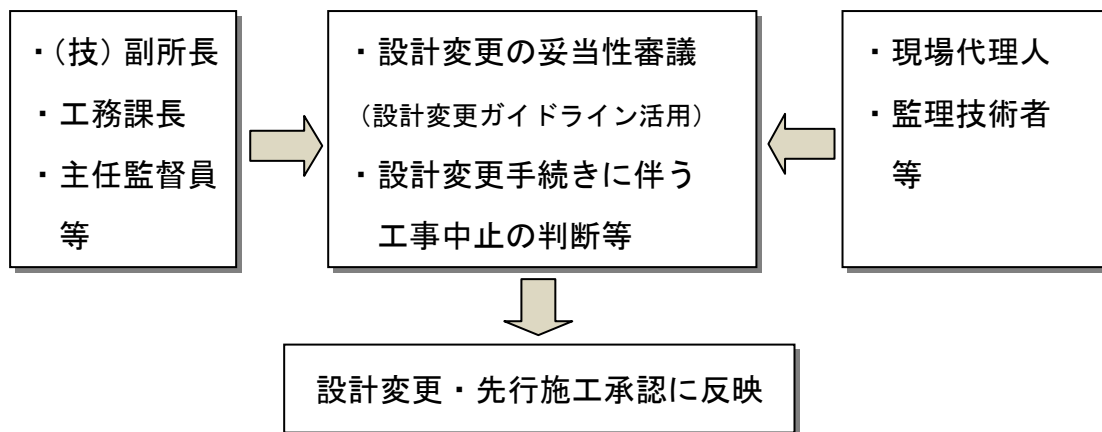 ・(技)副所長
・工務課長
・主任監督員
等
・設計変更の妥当性審議
(設計変更ガイドライン活用)
・設計変更手続きに伴う
工事中止の判断等
・現場代理人
・監理技術者
等
設計変更・先行施工承認に反映